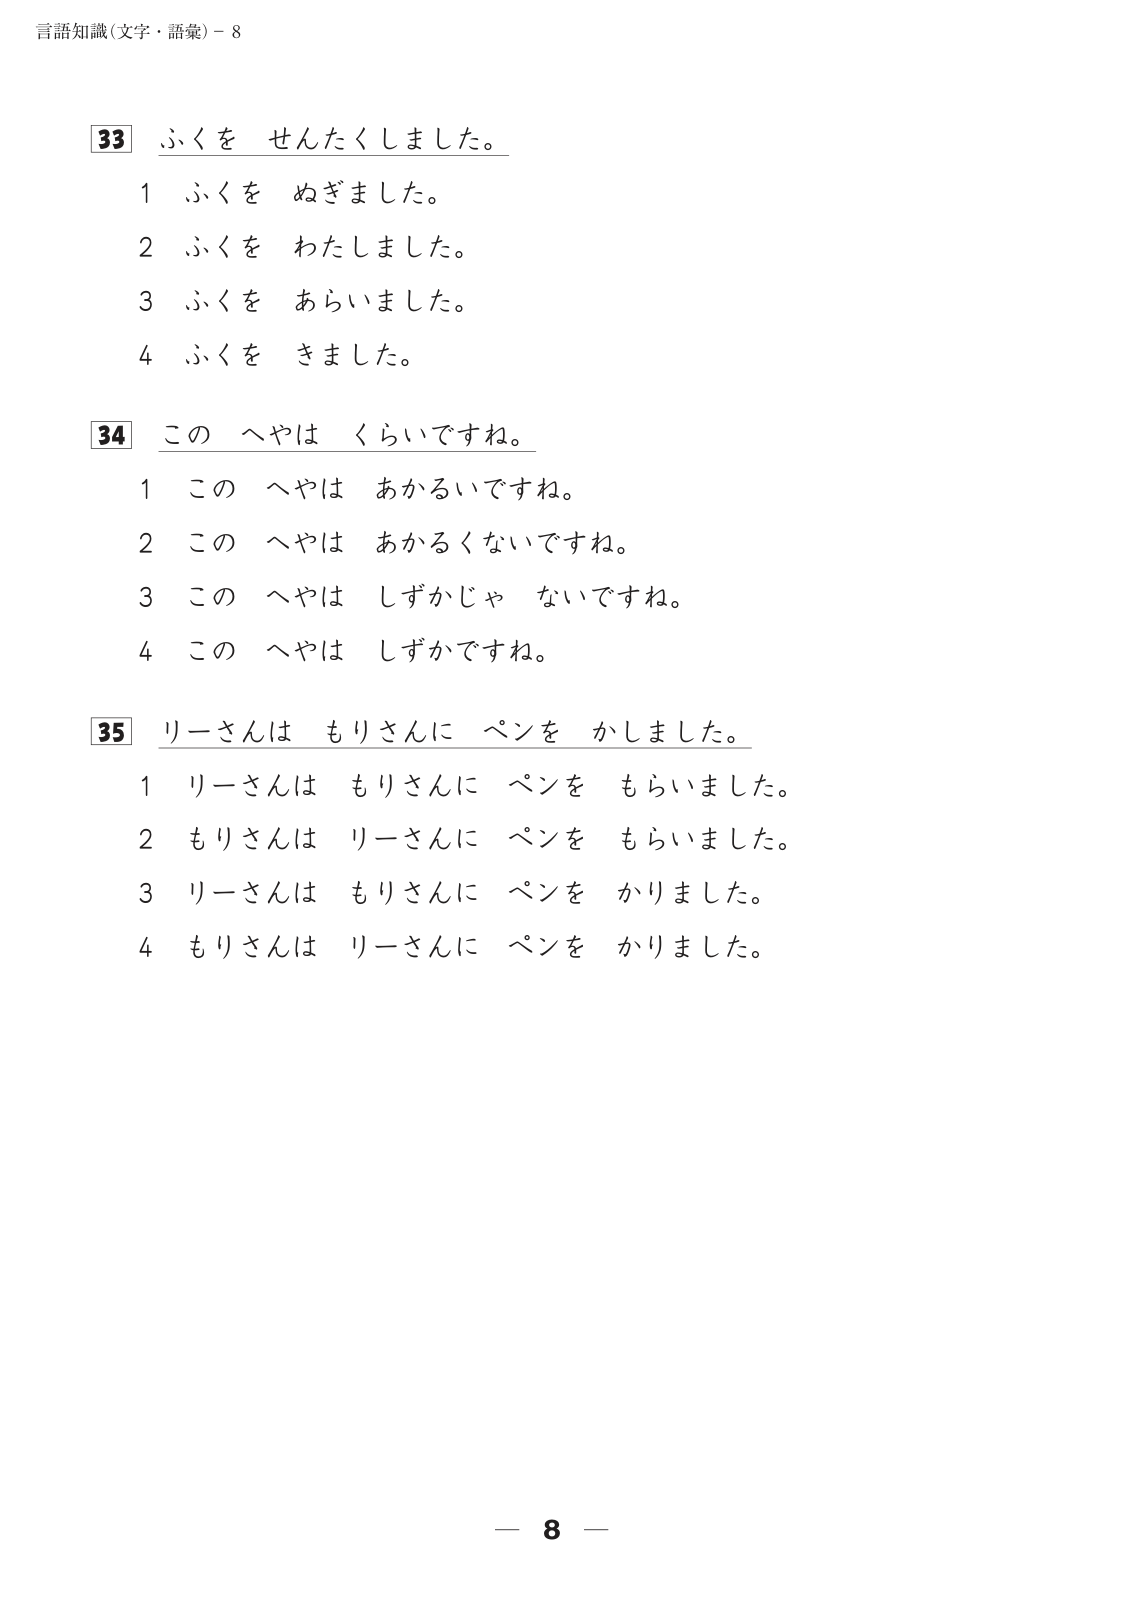 言語知識(文字・語彙)－8
33　ふくを　せんたくしました。
1　ふくを　ぬぎました。
2　ふくを　わたしました。
3　ふくを　あらいました。
4　ふくを　きました。
34　この　へやは　くらいですね。
1　この　へやは　あかるいですね。
2　この　へやは　あかるくないですね。
3　この　へやは　しずかじゃ　ないですね。
4　この　へやは　しずかですね。
35　リーさんは　もりさんに　ペンを　かしました。
1　リーさんは　もりさんに　ペンを　もらいました。
2　もりさんは　リーさんに　ペンを　もらいました。
3　リーさんは　もりさんに　ペンを　かりました。
4　もりさんは　リーさんに　ペンを　かりました。
— 8 —